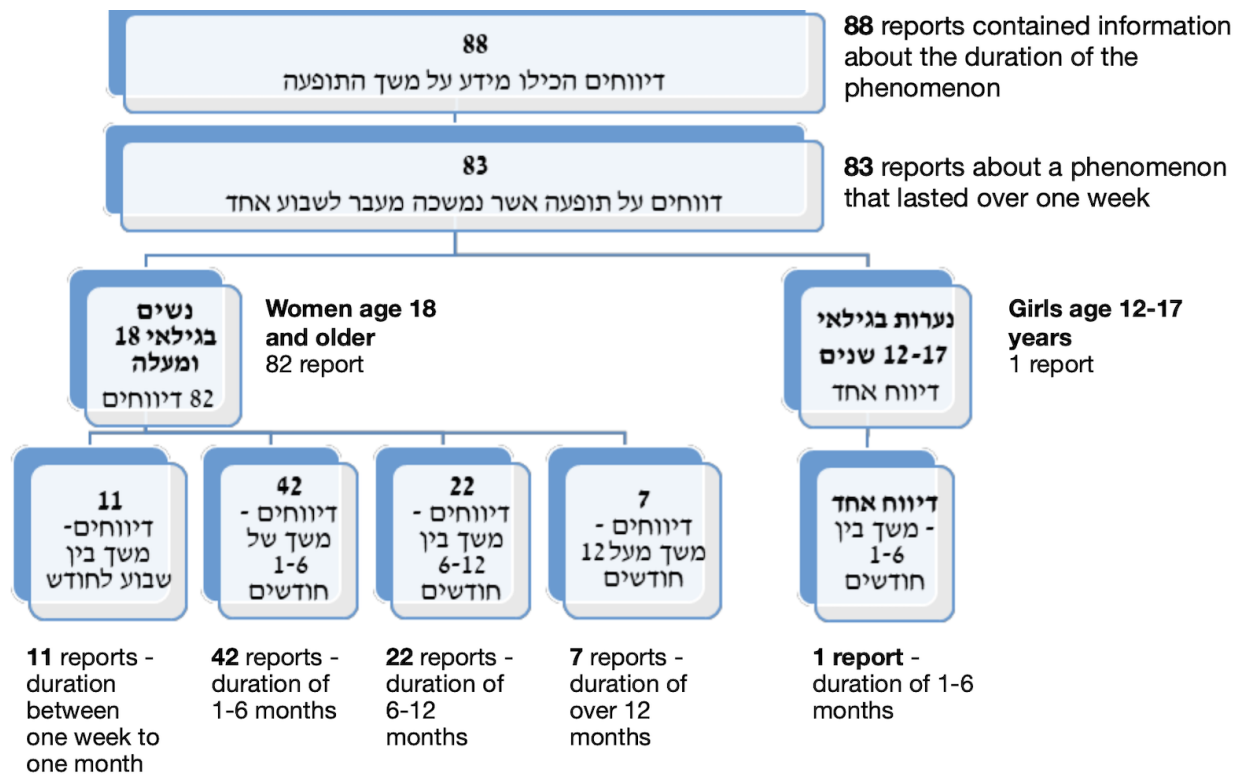 88
דיווחים הכילו מידע על משך התופעה
88 reports contained information
about the duration of the
phenomenon
83
דווחים על תופעה אשר נמשכה מעבר לשבוע אחד
83 reports about a phenomenon
that lasted over one week
נשים
בגילאי 18
ומעלה
82 דיווחים
Women age 18
and older
82 report
נערות בגילאי
12-17 שנים
דיווח אחד
Girls age 12-17
years
1 report
11
דיווחים-
משך בין
שבוע לחודש
42
דיווחים -
משך של
1-6
חודשים
22
דיווחים -
משך בין
6-12
חודשים
7
דיווחים -
משך מעל 12
חודשים
דיווח אחד
- משך בין
1-6
חודשים
11 reports -
duration
between
one week to
one month
42 reports -
duration of
1-6 months
22 reports -
duration of
6-12
months
7 reports -
duration of
over 12
months
1 report -
duration of 1-6
months